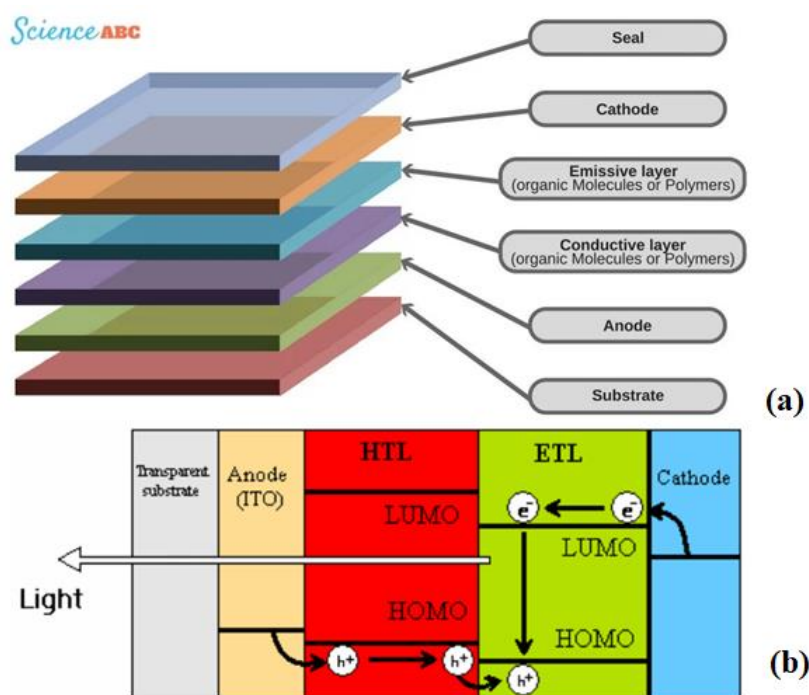 Science ABC
Seal
Cathode
Emissive layer
(organic Molecules or Polymers)
Conductive layer
(organic Molecules or Polymers)
Anode
Substrate
(a)
Transparent
substrate
Anode
(ITO)
HTL
ETL
Cathode
e⁻
e⁻
LUMO
LUMO
Light
HOMO
HOMO
h⁺
h⁺
h⁺
(b)